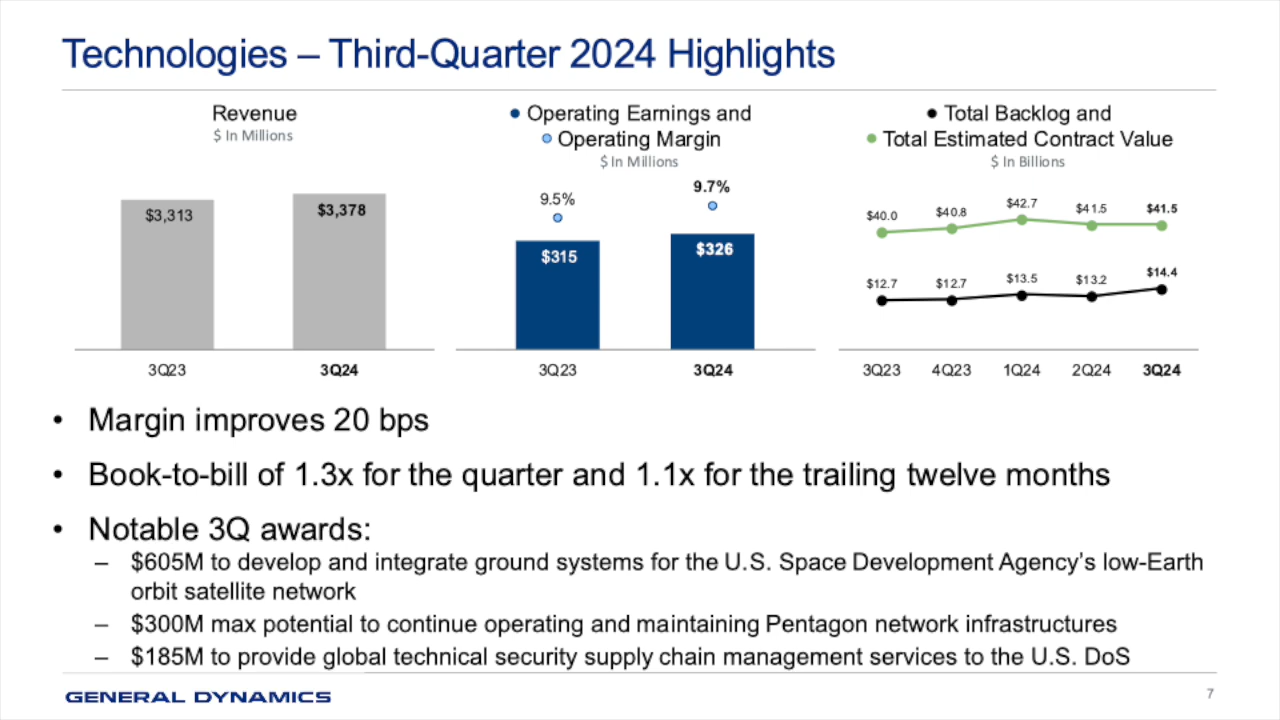 Technologies – Third-Quarter 2024 Highlights
Revenue
$ In Millions
$3,313
$3,378
3Q23
3Q24
Operating Earnings and
Operating Margin
$ In Millions
9.5%
9.7%
$315
$326
3Q23
3Q24
Total Backlog and
Total Estimated Contract Value
$ In Billions
$40.0
$40.8
$42.7
$41.5
$41.5
$12.7
$12.7
$13.5
$13.2
$14.4
3Q23
4Q23
1Q24
2Q24
3Q24
• Margin improves 20 bps
• Book-to-bill of 1.3x for the quarter and 1.1x for the trailing twelve months
• Notable 3Q awards:
– $605M to develop and integrate ground systems for the U.S. Space Development Agency’s low-Earth
orbit satellite network
– $300M max potential to continue operating and maintaining Pentagon network infrastructures
– $185M to provide global technical security supply chain management services to the U.S. DoS
GENERAL DYNAMICS
7